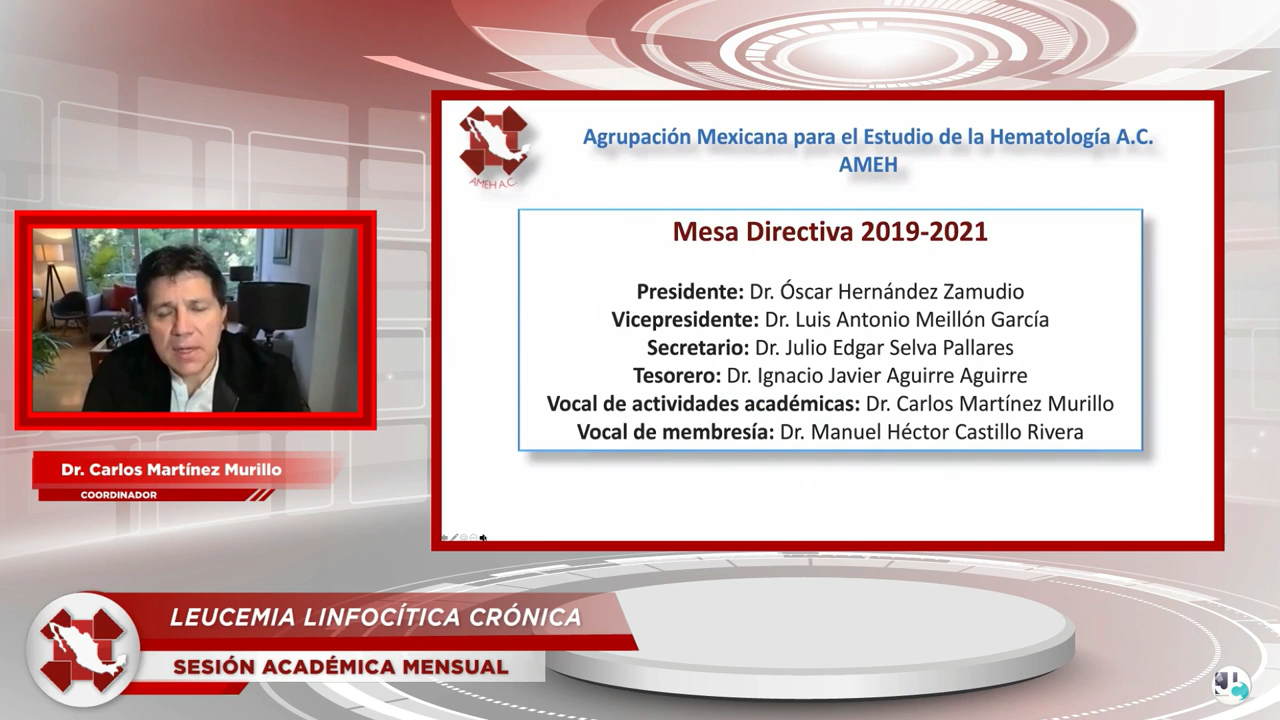 AMEH A.C.
Agrupación Mexicana para el Estudio de la Hematología A.C.
AMEH
Mesa Directiva 2019-2021
Presidente: Dr. Óscar Hernández Zamudio
Vicepresidente: Dr. Luis Antonio Meillón García
Secretario: Dr. Julio Edgar Selva Pallares
Tesorero: Dr. Ignacio Javier Aguirre Aguirre
Vocal de actividades académicas: Dr. Carlos Martínez Murillo
Vocal de membresía: Dr. Manuel Héctor Castillo Rivera
Dr. Carlos Martínez Murillo
COORDINADOR
LEUCEMIA LINFOCÍTICA CRÓNICA
SESIÓN ACADÉMICA MENSUAL